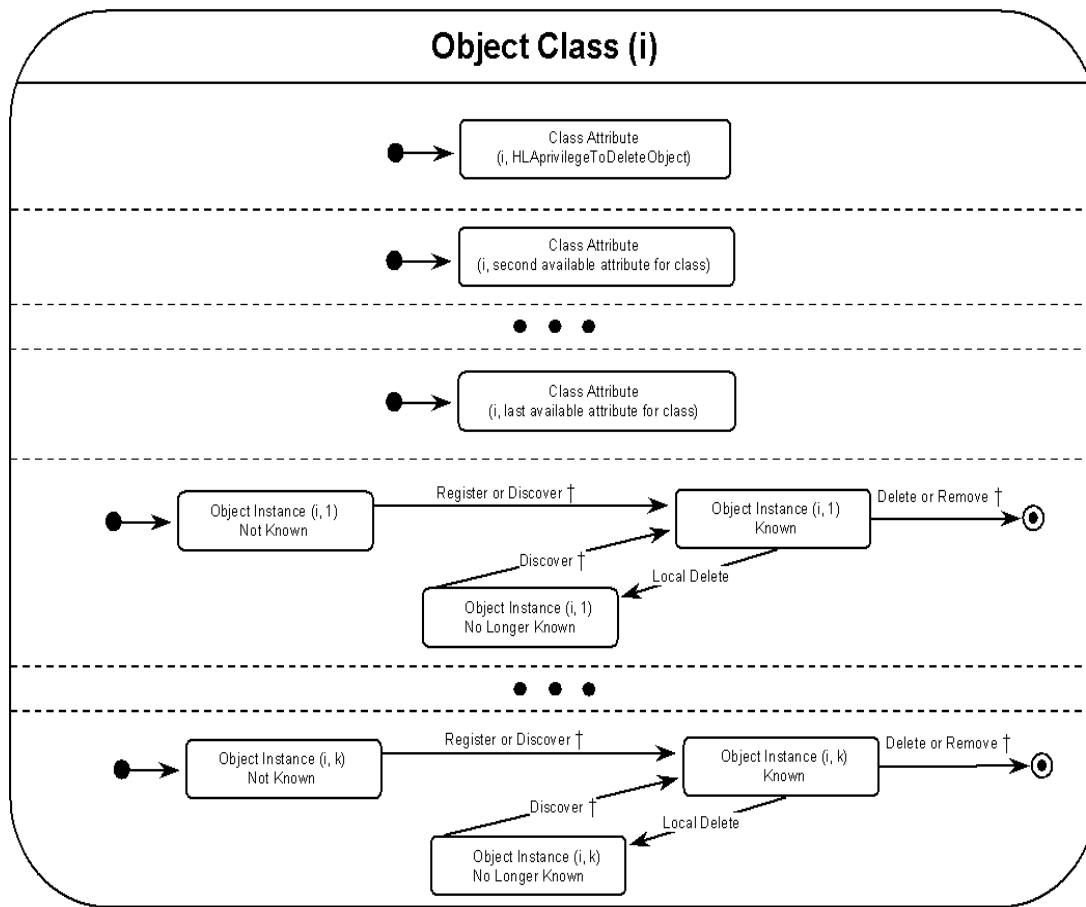 Object Class (i)
Class Attribute
(i, HLAprivilegeToDeleteObject)
Class Attribute
(i, second available attribute for class)
Class Attribute
(i, last available attribute for class)
Register or Discover †
Delete or Remove †
Object Instance (i, 1)
Not Known
Object Instance (i, 1)
Known
Discover †
Local Delete
Object Instance (i, 1)
No Longer Known
Register or Discover †
Delete or Remove †
Object Instance (i, k)
Not Known
Object Instance (i, k)
Known
Discover †
Local Delete
Object Instance (i, k)
No Longer Known